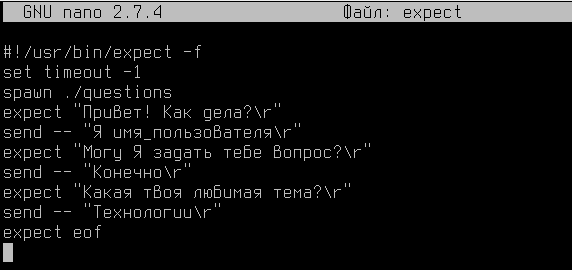 GNU nano 2.7.4 Файл: expect
#!/usr/bin/expect -f
set timeout -1
spawn ./questions
expect "Привет! Как дела?\r"
send -- "Я имя_пользователя\r"
expect "Могу Я задать тебе вопрос?\r"
send -- "Конечно\r"
expect "Какая твоя любимая тема?\r"
send -- "Технологии\r"
expect eof